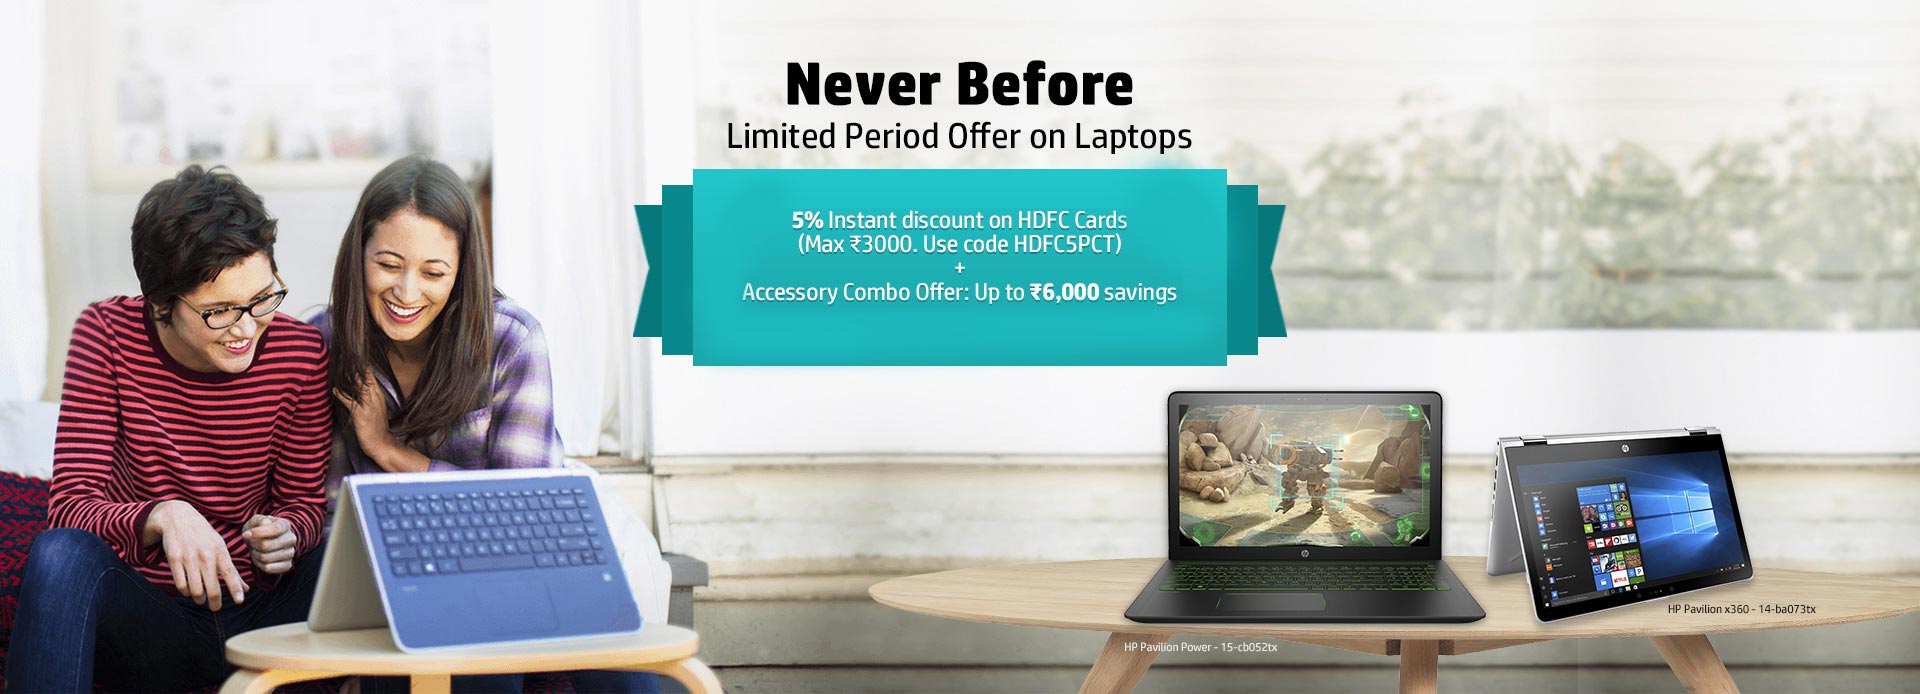 Never Before
Limited Period Offer on Laptops
5% Instant discount on HDFC Cards
(Max ₹3000. Use code HDFC5PCT)
+
Accessory Combo Offer: Up to ₹6,000 savings
HP Pavilion x360 - 14-ba073tx
HP Pavilion Power - 15-cb052tx